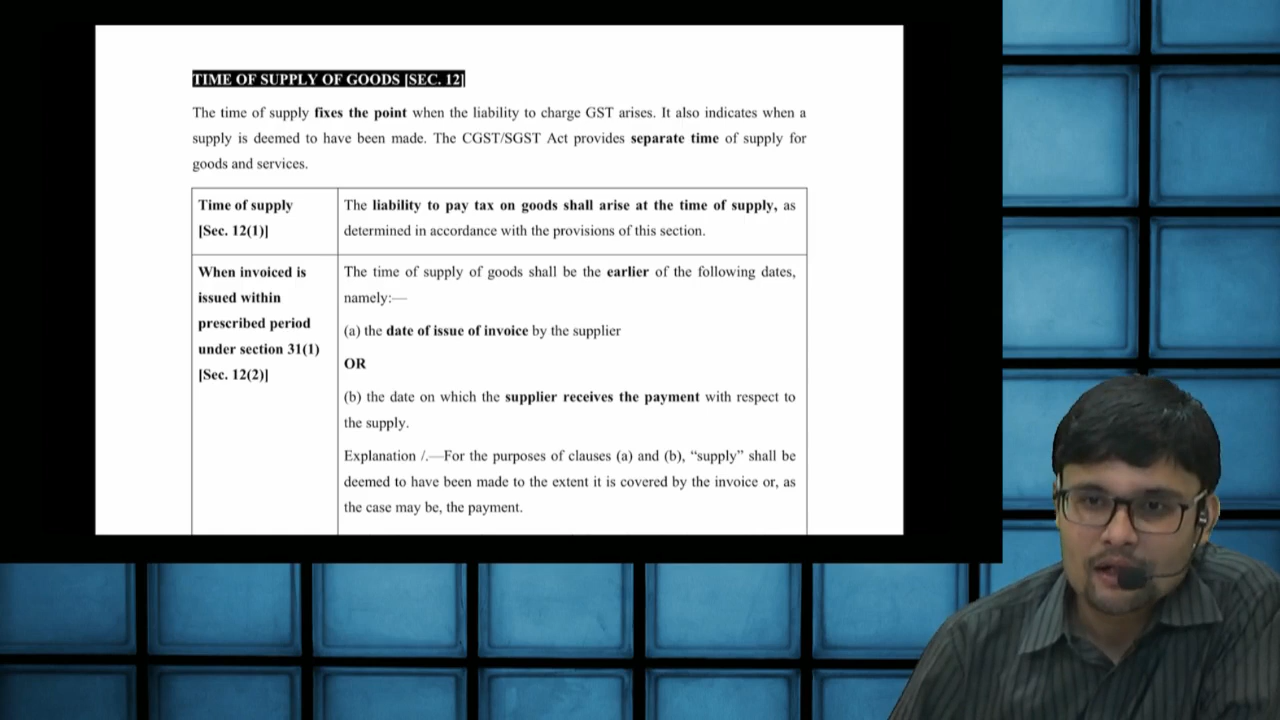 TIME OF SUPPLY OF GOODS [SEC. 12]
The time of supply fixes the point when the liability to charge GST arises. It also indicates when a
supply is deemed to have been made. The CGST/SGST Act provides separate time of supply for
goods and services.
Time of supply
[Sec. 12(1)]
The liability to pay tax on goods shall arise at the time of supply, as
determined in accordance with the provisions of this section.
When invoiced is
issued within
prescribed period
under section 31(1)
[Sec. 12(2)]
The time of supply of goods shall be the earlier of the following dates,
namely:—
(a) the date of issue of invoice by the supplier
OR
(b) the date on which the supplier receives the payment with respect to
the supply.
Explanation /.—For the purposes of clauses (a) and (b), “supply” shall be
deemed to have been made to the extent it is covered by the invoice or, as
the case may be, the payment.